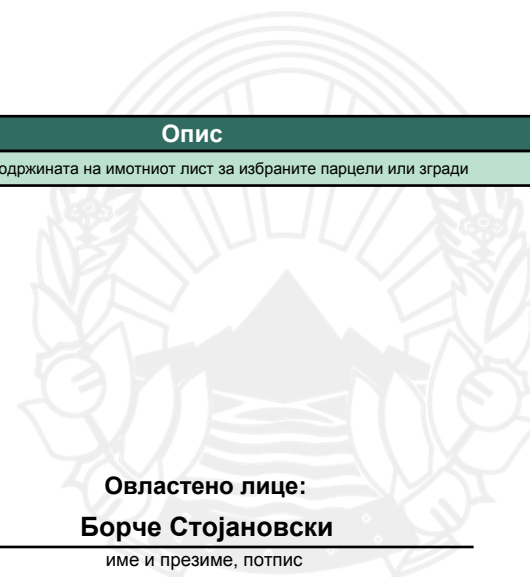 Опис
одржината на имотниот лист за избраните парцели или згради
Овластено лице:
Борче Стојановски
име и презиме, потпис